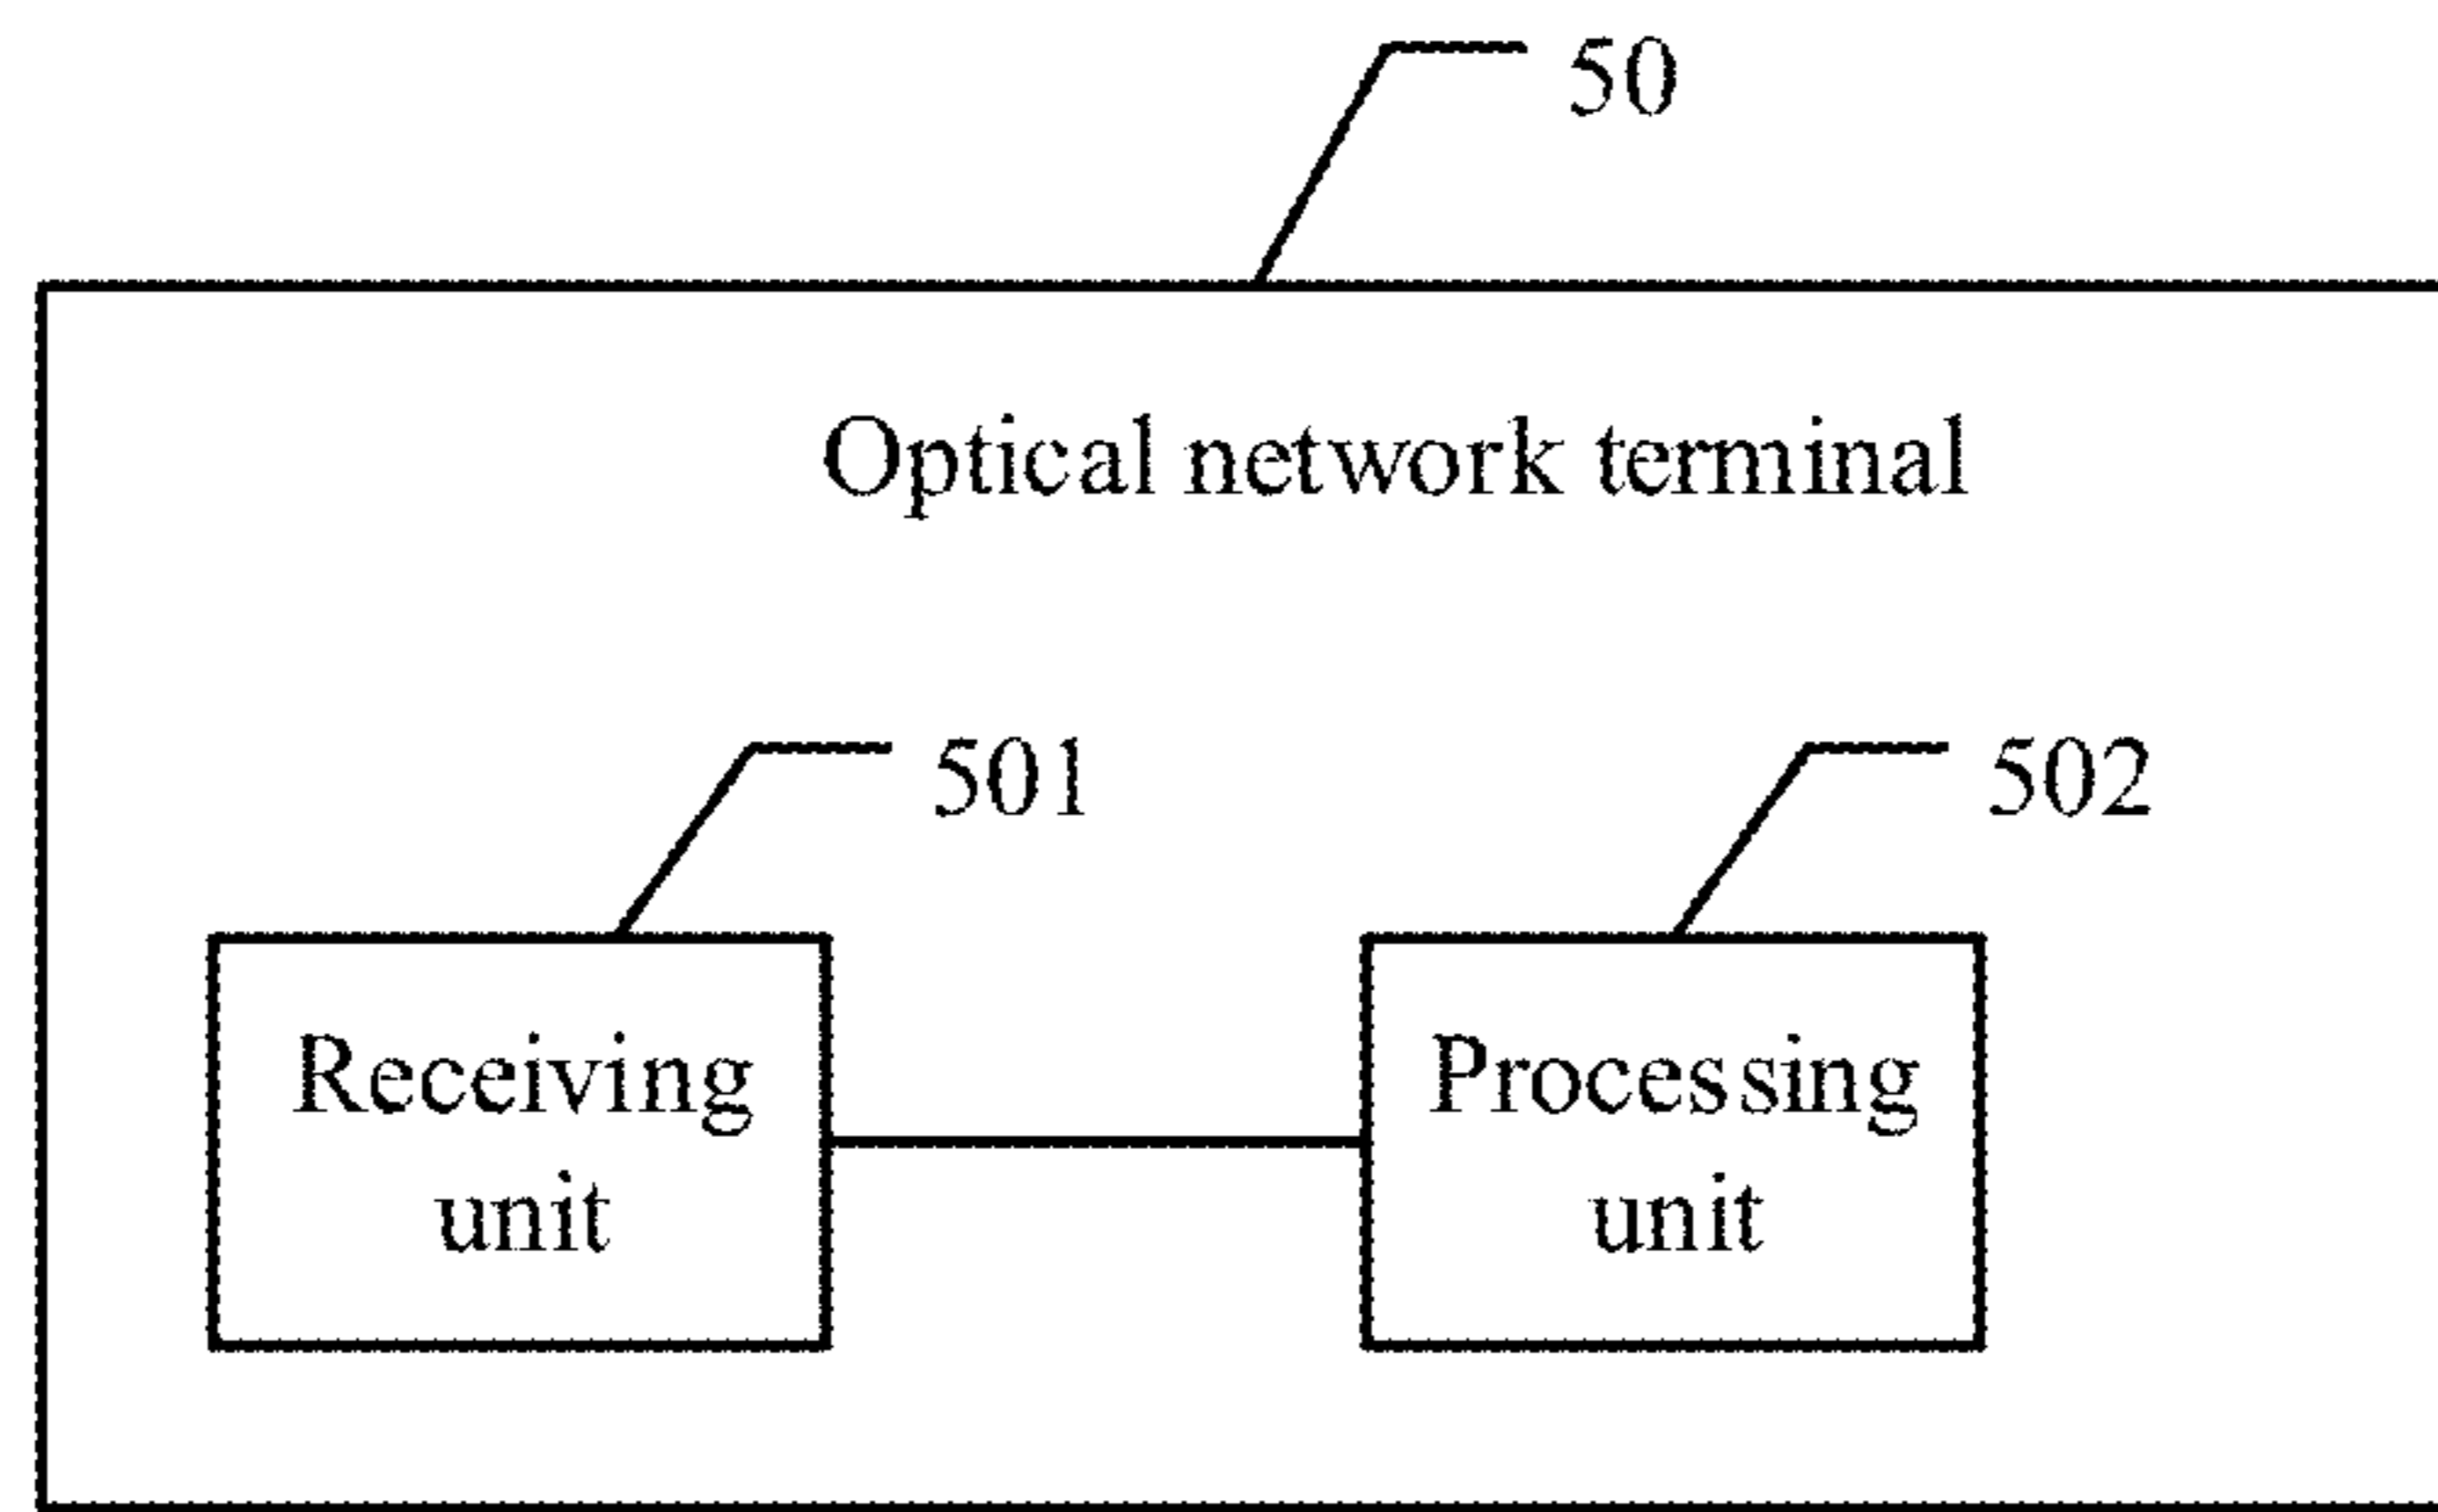 50
Optical network terminal
501
502
Receiving
unit
Processing
unit